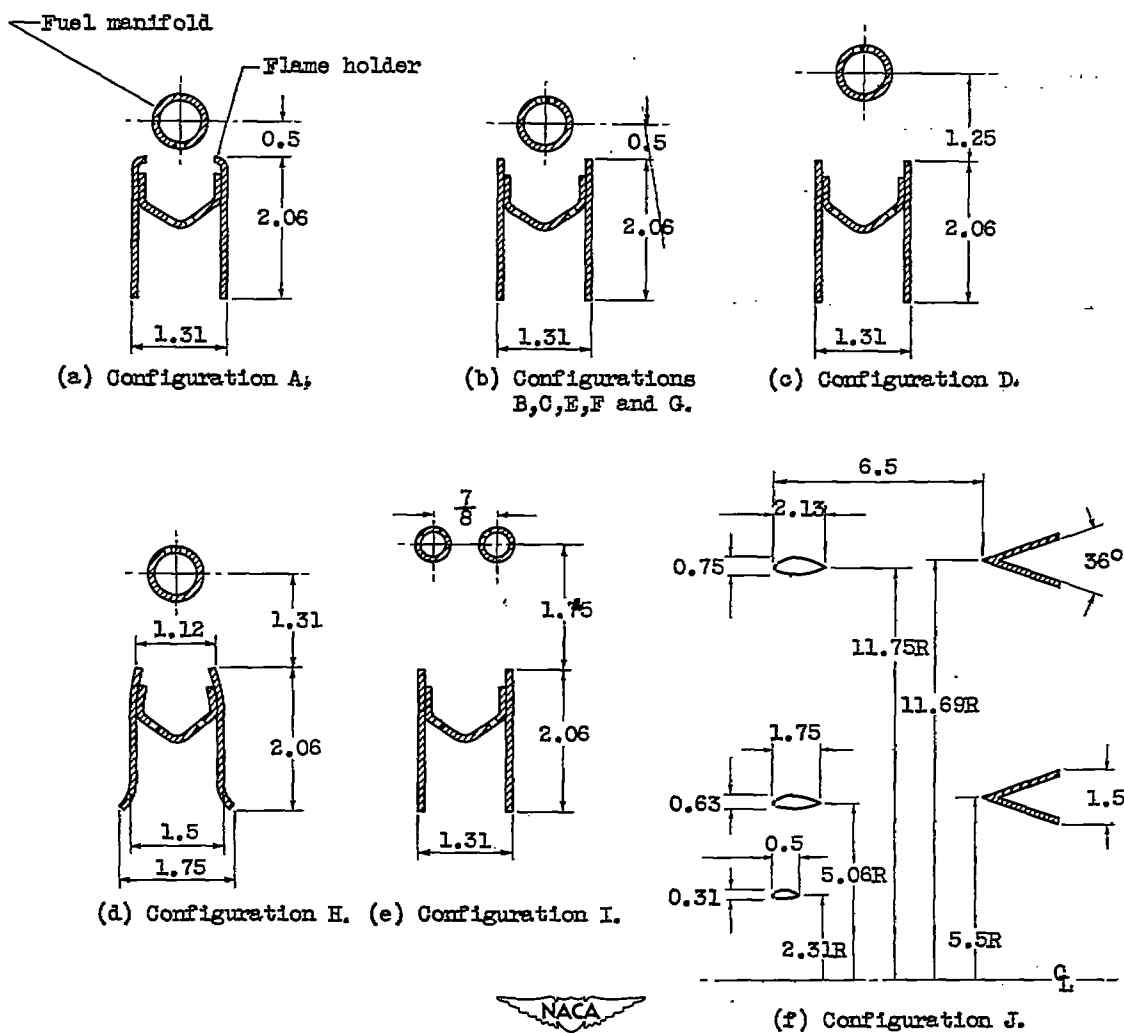 Fuel manifold
Flame holder
0.5
2.06
1.31
(a) Configuration A.
0.5
2.06
1.31
(b) Configurations
B,C,E,F and G.
1.25
2.06
1.31
(c) Configuration D.
1.31
1.12
2.06
1.5
1.75
(d) Configuration H.
7
8
1.75
2.06
1.31
(e) Configuration I.
6.5
2.13
0.75
36°
11.75R
11.69R
1.75
0.63
1.5
0.5
5.06R
0.31
2.31R
5.5R
CL
NACA
(f) Configuration J.